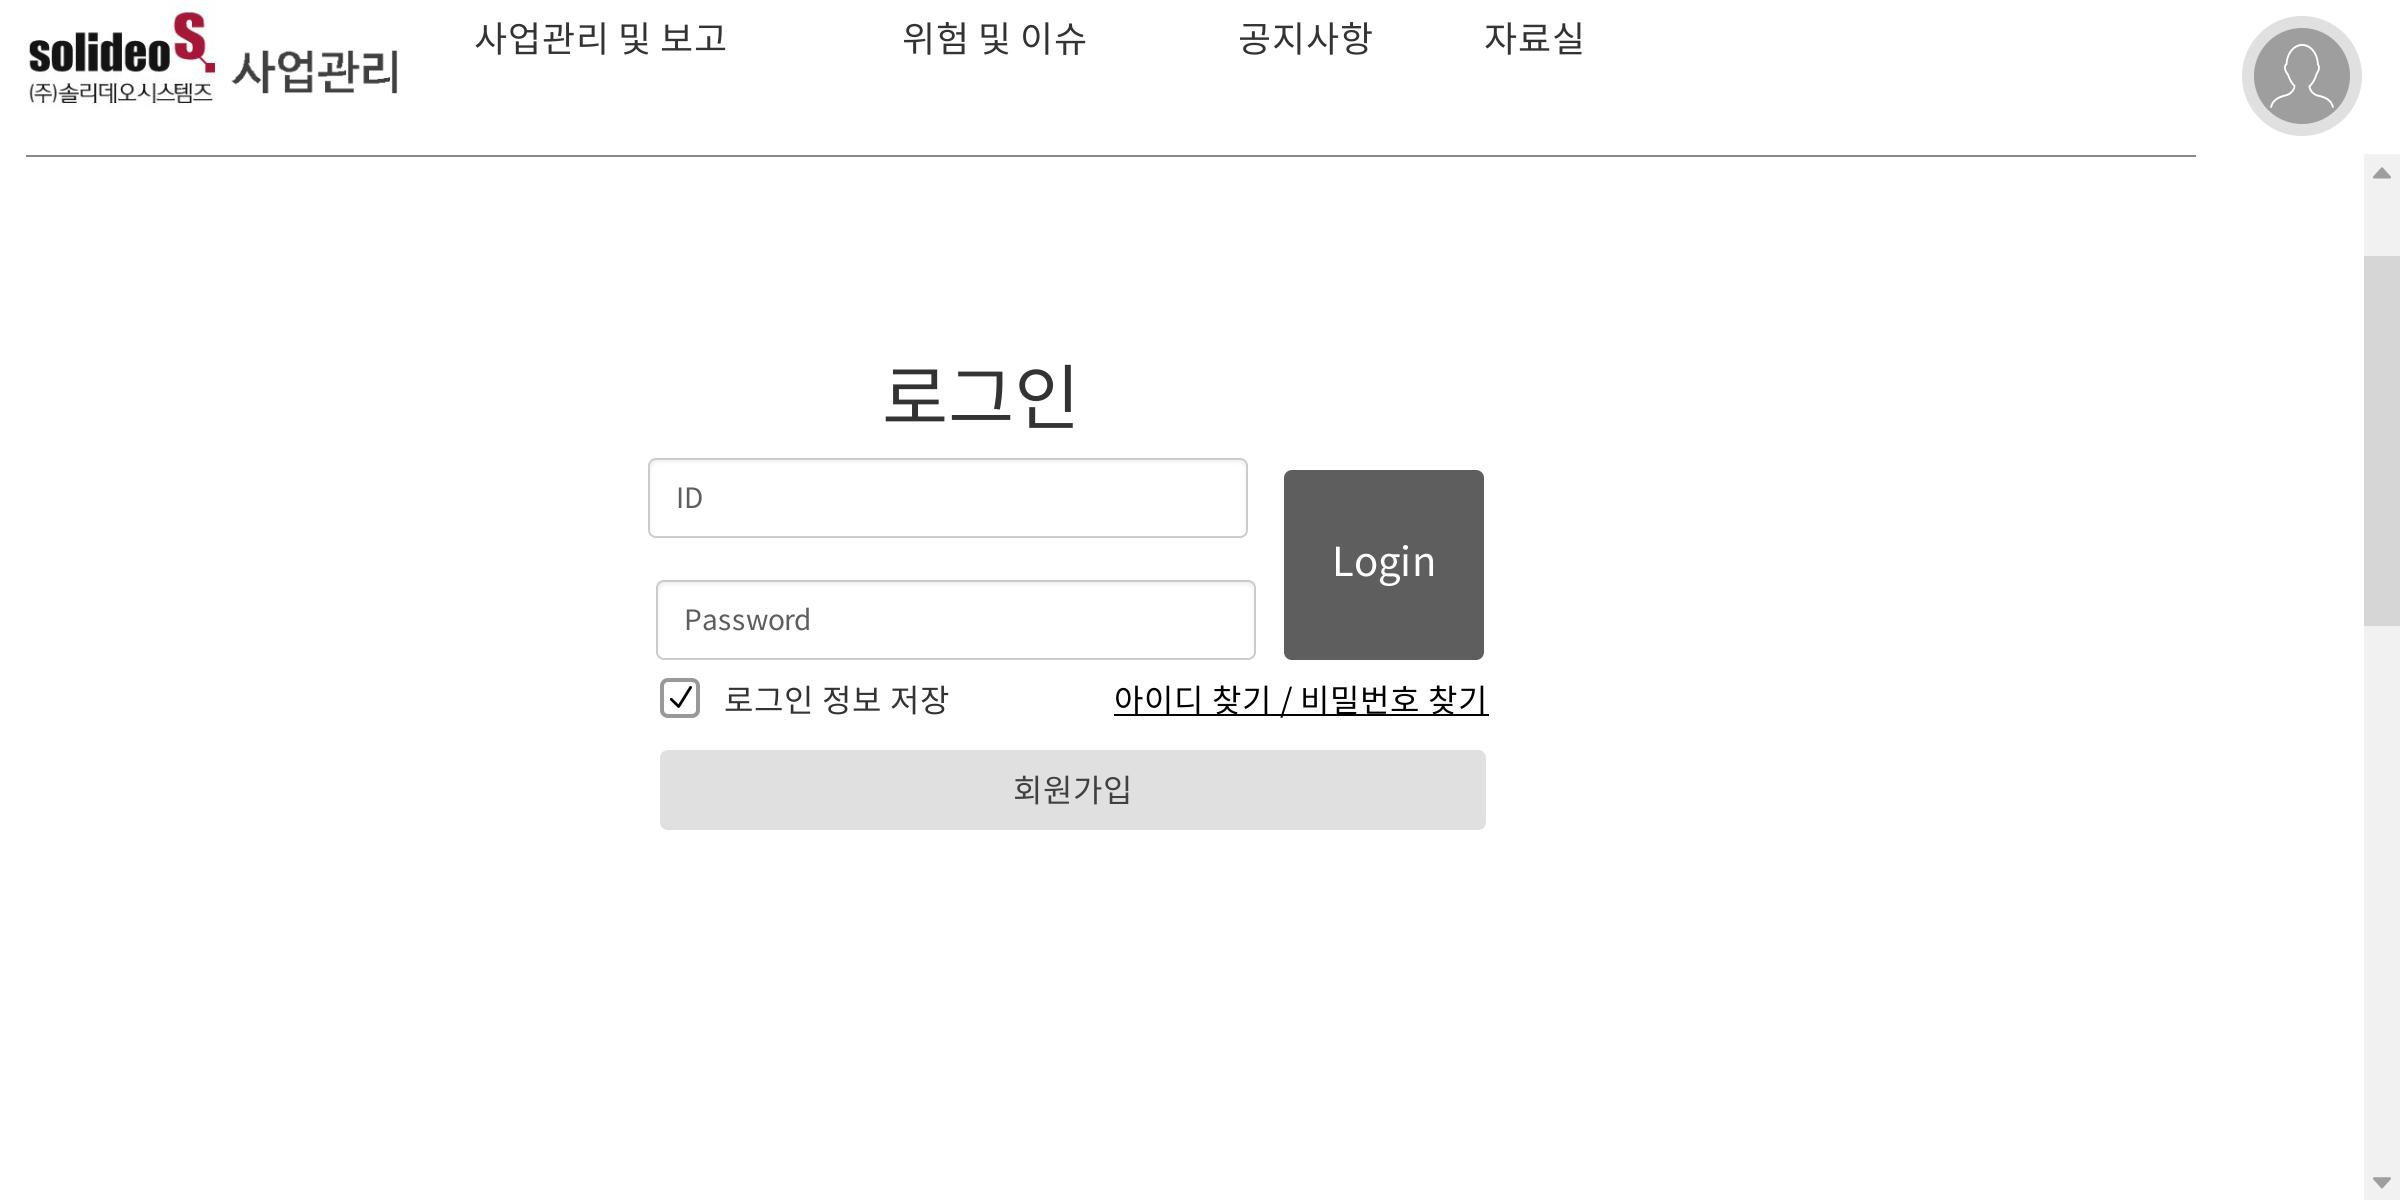 solideoS
(주)솔리데오시스템즈
사업관리
사업관리 및 보고
위험 및 이슈
공지사항
자료실
로그인
ID
Login
Password
로그인 정보 저장
아이디 찾기 / 비밀번호 찾기
회원가입